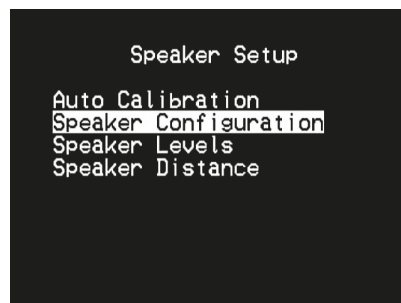 Speaker Setup
Auto Calibration
Speaker Configuration
Speaker Levels
Speaker Distance